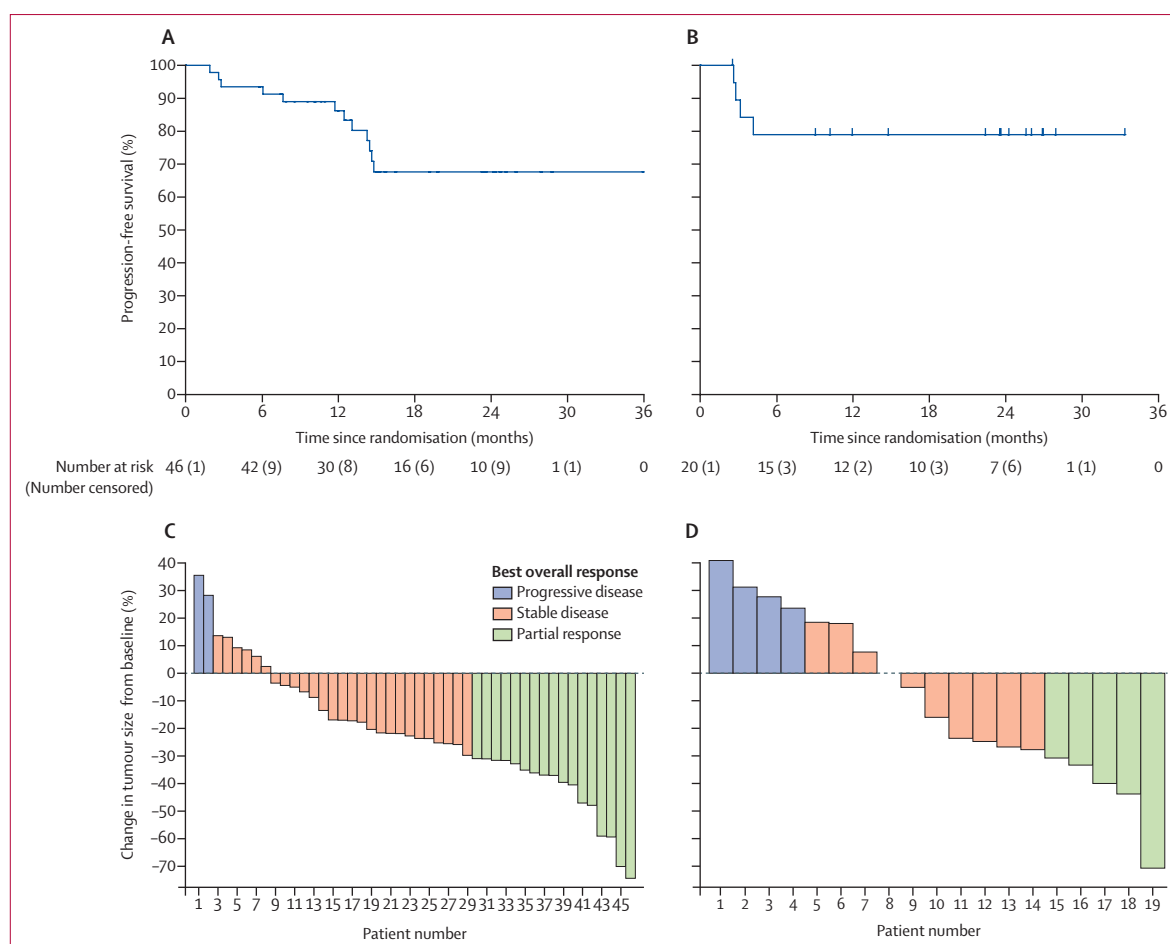 A
B
Progression-free survival (%)
100
90
80
70
60
50
40
30
20
10
0
0 6 12 18 24 30 36
0 6 12 18 24 30 36
Time since randomisation (months)
Time since randomisation (months)
Number at risk
(Number censored)
46 (1) 42 (9) 30 (8) 16 (6) 10 (9) 1 (1) 0
20 (1) 15 (3) 12 (2) 10 (3) 7 (6) 1 (1) 0
C
D
Change in tumour size from baseline (%)
40
30
20
10
0
–10
–20
–30
–40
–50
–60
–70
Best overall response
Progressive disease
Stable disease
Partial response
1 3 5 7 9 11 13 15 17 19 21 23 25 27 29 31 33 35 37 39 41 43 45
1 2 3 4 5 6 7 8 9 10 11 12 13 14 15 16 17 18 19
Patient number
Patient number